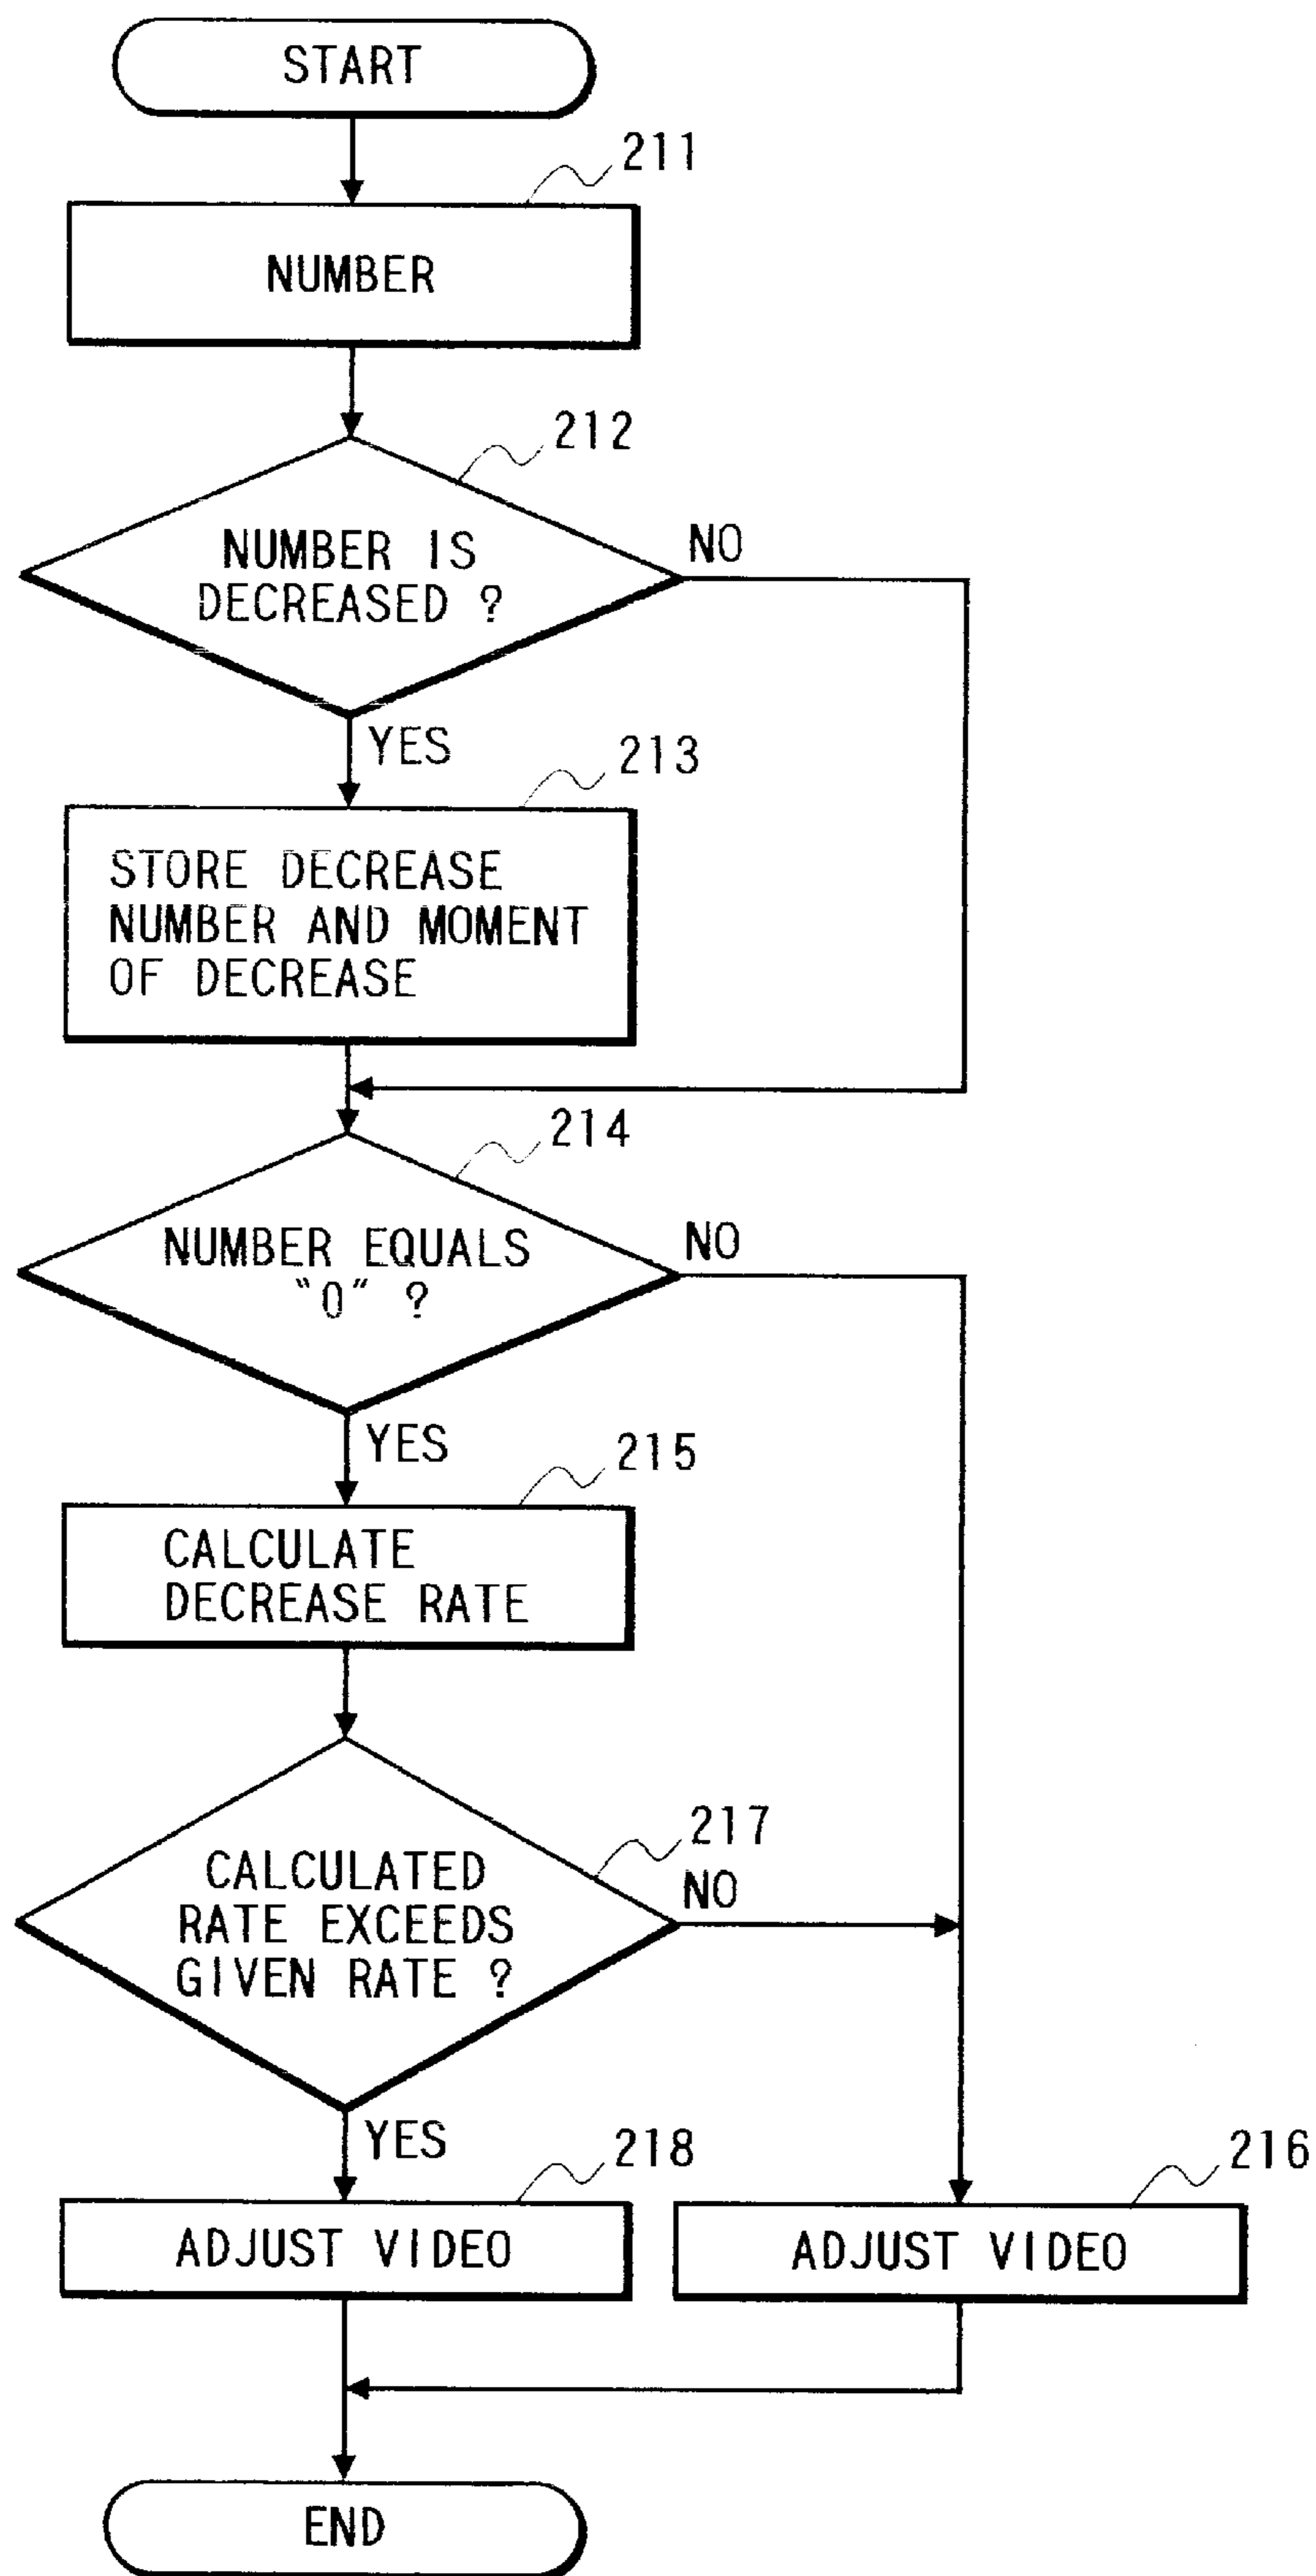 START
211
NUMBER
212
NUMBER IS
DECREASED ?
NO
YES
213
STORE DECREASE
NUMBER AND MOMENT
OF DECREASE
214
NUMBER EQUALS
"0" ?
NO
YES
215
CALCULATE
DECREASE RATE
217
CALCULATED
RATE EXCEEDS
GIVEN RATE ?
NO
YES
218
ADJUST VIDEO
216
ADJUST VIDEO
END